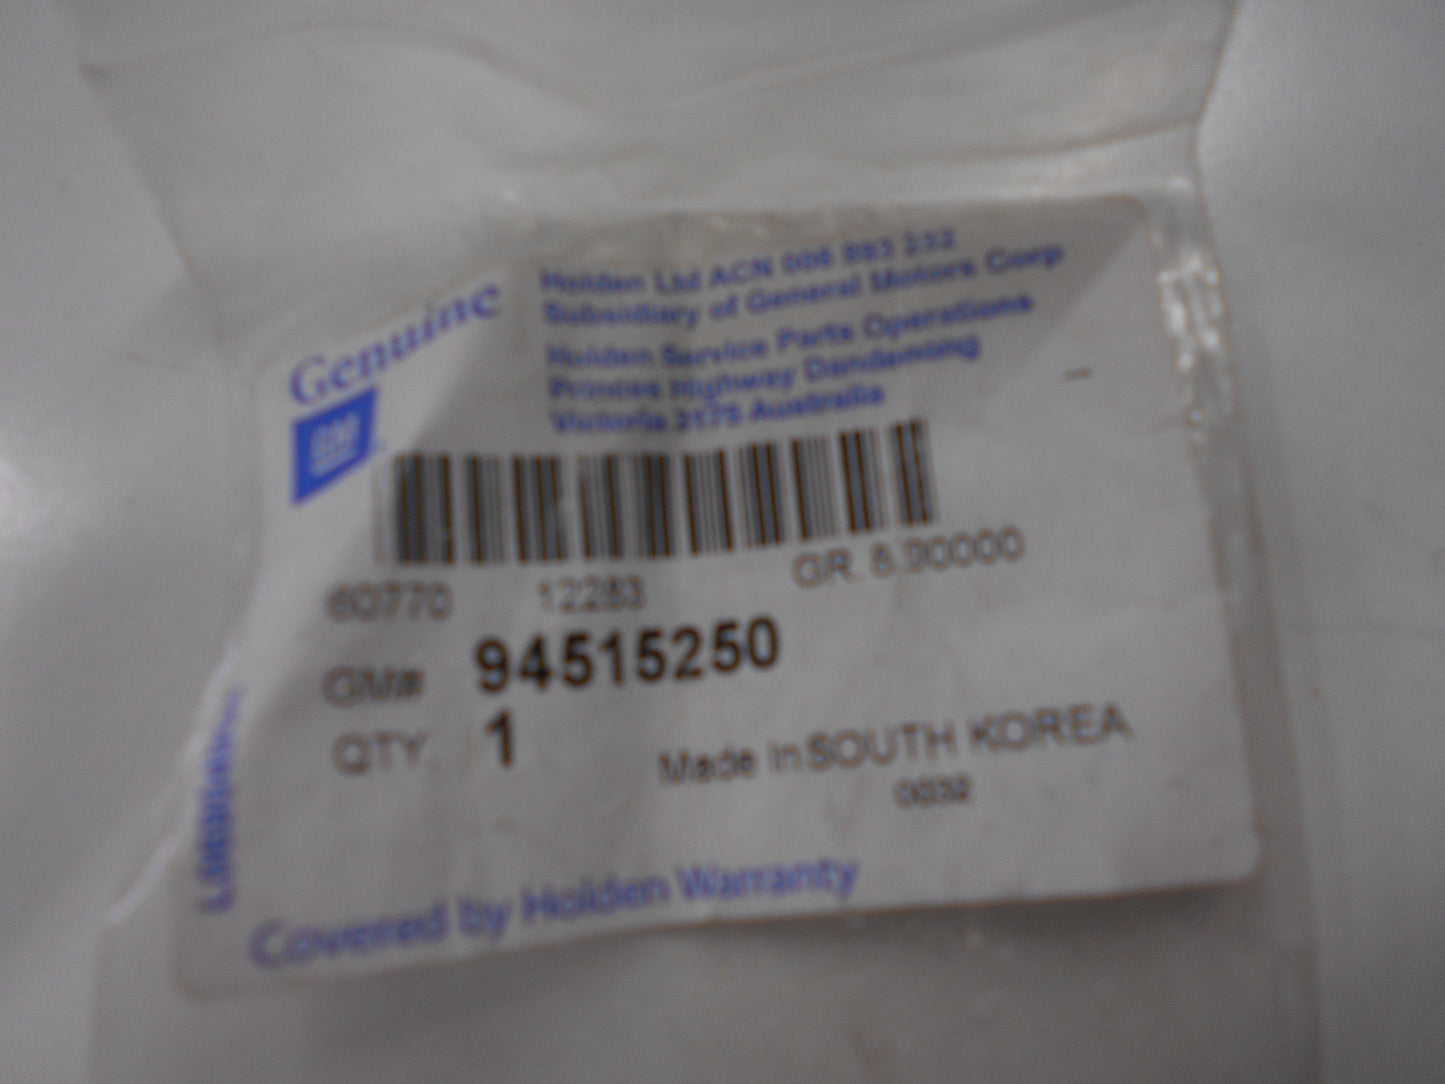 Genuine
GM
Holden Ltd ACN 006 893 232
Subsidiary of General Motors Corp
Holden Service Parts Operations
Princes Highway Dandenong
Victoria 3175 Australia
60770 12283 GR. 8.90000
GM# 94515250
QTY 1
Made In SOUTH KOREA
0032
Covered by Holden Warranty